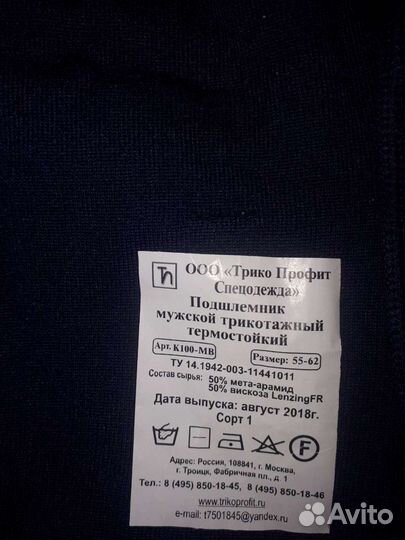 ТП ООО «Трико Профит
Спецодежда»
Подшлемник
мужской трикотажный
термостойкий
Арт. К100-МВ Размер: 55-62
ТУ 14.1942-003-11441011
Состав сырья: 50% мета-арамид
50% вискоза LenzingFR
Дата выпуска: август 2018г.
Сорт 1
F
Адрес: Россия, 108841, г. Москва,
г. Троицк, Фабричная пл., д. 1
Тел.: 8 (495) 850-18-45, 8 (495) 850-18-46
www.trikoprofit.ru
e-mail: t7501845@yandex.ru
Avito